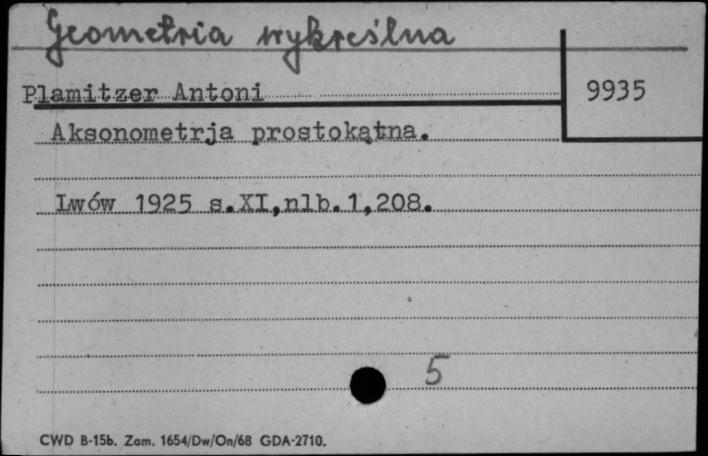 Geometria wykreślna
Plamitzer Antoni
9935
Aksonometrja prostokątna.
Lwów 1925 s.XI,nlb.1,208.
5
CWD B-15b. Zam. 1654/Dw/On/68 GDA-2710.